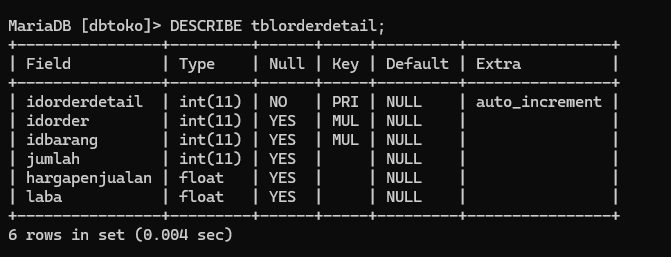 MariaDB [dbtoko]> DESCRIBE tblorderdetail;
+----------------+---------+------+-----+---------+----------------+
| Field          | Type    | Null | Key | Default | Extra          |
+----------------+---------+------+-----+---------+----------------+
| idorderdetail  | int(11) | NO   | PRI | NULL    | auto_increment |
| idorder        | int(11) | YES  | MUL | NULL    |                |
| idbarang       | int(11) | YES  | MUL | NULL    |                |
| jumlah         | int(11) | YES  |     | NULL    |                |
| hargapenjualan | float   | YES  |     | NULL    |                |
| laba           | float   | YES  |     | NULL    |                |
+----------------+---------+------+-----+---------+----------------+
6 rows in set (0.004 sec)